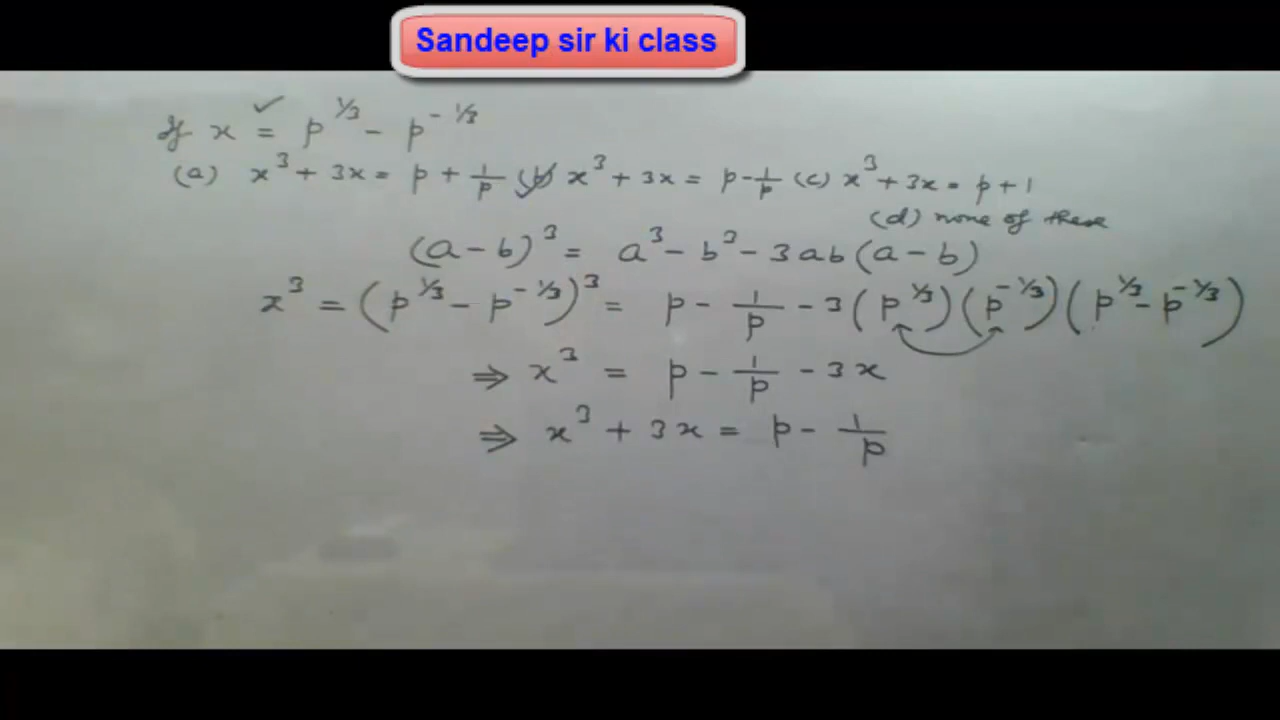 Sandeep sir ki class
If x = p^{1/3} - p^{-1/3}
(a) x³ + 3x = p + 1/p (b) x³ + 3x = p - 1/p (c) x³ + 3x = p + 1
(d) none of these
(a - b)³ = a³ - b³ - 3ab(a - b)
x³ = (p^{1/3} - p^{-1/3})³ = p - 1/p - 3(p^{1/3})(p^{-1/3})(p^{1/3} - p^{-1/3})
⇒ x³ = p - 1/p - 3x
⇒ x³ + 3x = p - 1/p